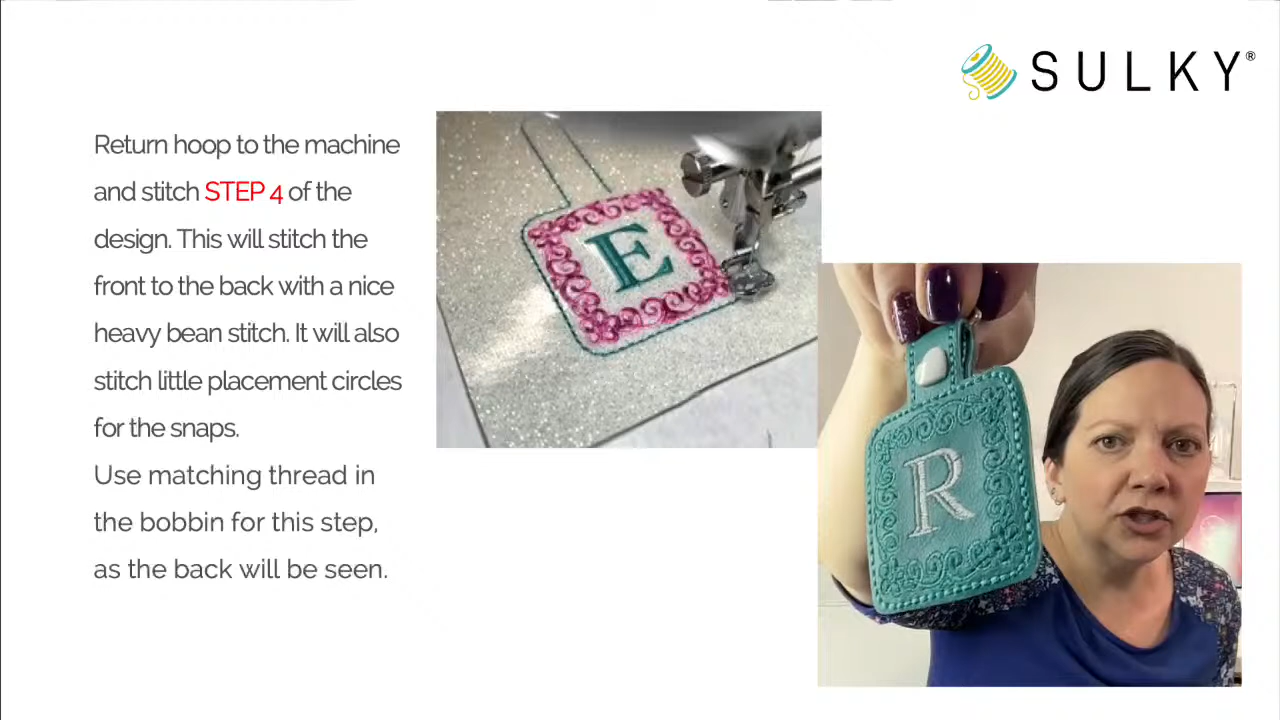 SULKY®
Return hoop to the machine
and stitch STEP 4 of the
design. This will stitch the
front to the back with a nice
heavy bean stitch. It will also
stitch little placement circles
for the snaps.
Use matching thread in
the bobbin for this step,
as the back will be seen.
E
R